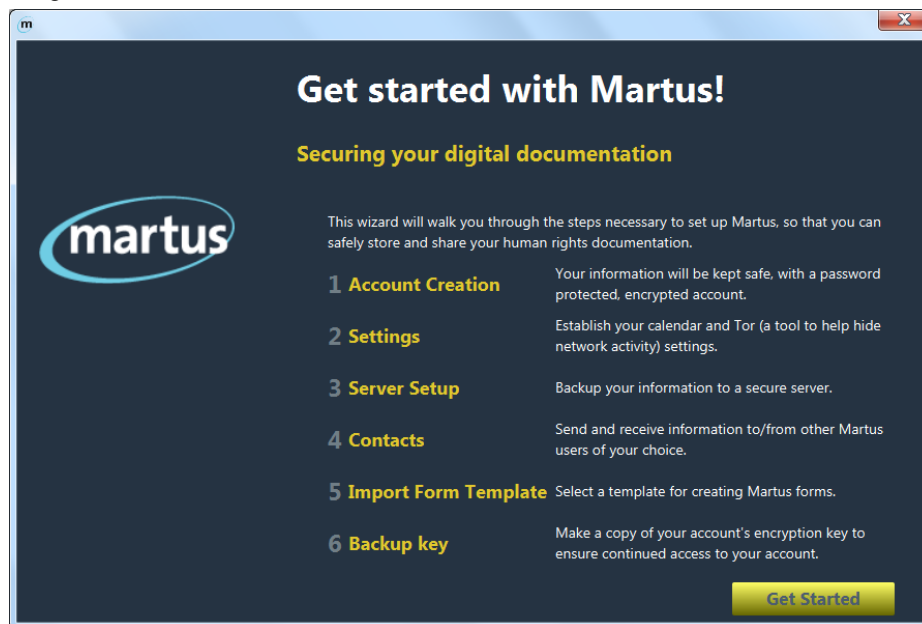 m
X
Get started with Martus!
Securing your digital documentation
martus
This wizard will walk you through the steps necessary to set up Martus, so that you can
safely store and share your human rights documentation.
1 Account Creation
Your information will be kept safe, with a password
protected, encrypted account.
2 Settings
Establish your calendar and Tor (a tool to help hide
network activity) settings.
3 Server Setup
Backup your information to a secure server.
4 Contacts
Send and receive information to/from other Martus
users of your choice.
5 Import Form Template
Select a template for creating Martus forms.
6 Backup key
Make a copy of your account's encryption key to
ensure continued access to your account.
Get Started